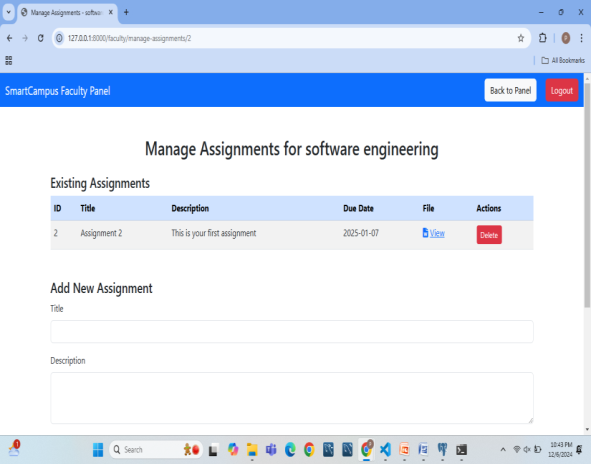 Manage Assignments - softwar
127.0.0.1:8000/faculty/manage-assignments/2
All Bookmarks
SmartCampus Faculty Panel
Back to Panel
Logout
Manage Assignments for software engineering
Existing Assignments
ID Title Description Due Date File Actions
2 Assignment 2 This is your first assignment 2025-01-07 View Delete
Add New Assignment
Title
Description
Search
10:43 PM
12/6/2024